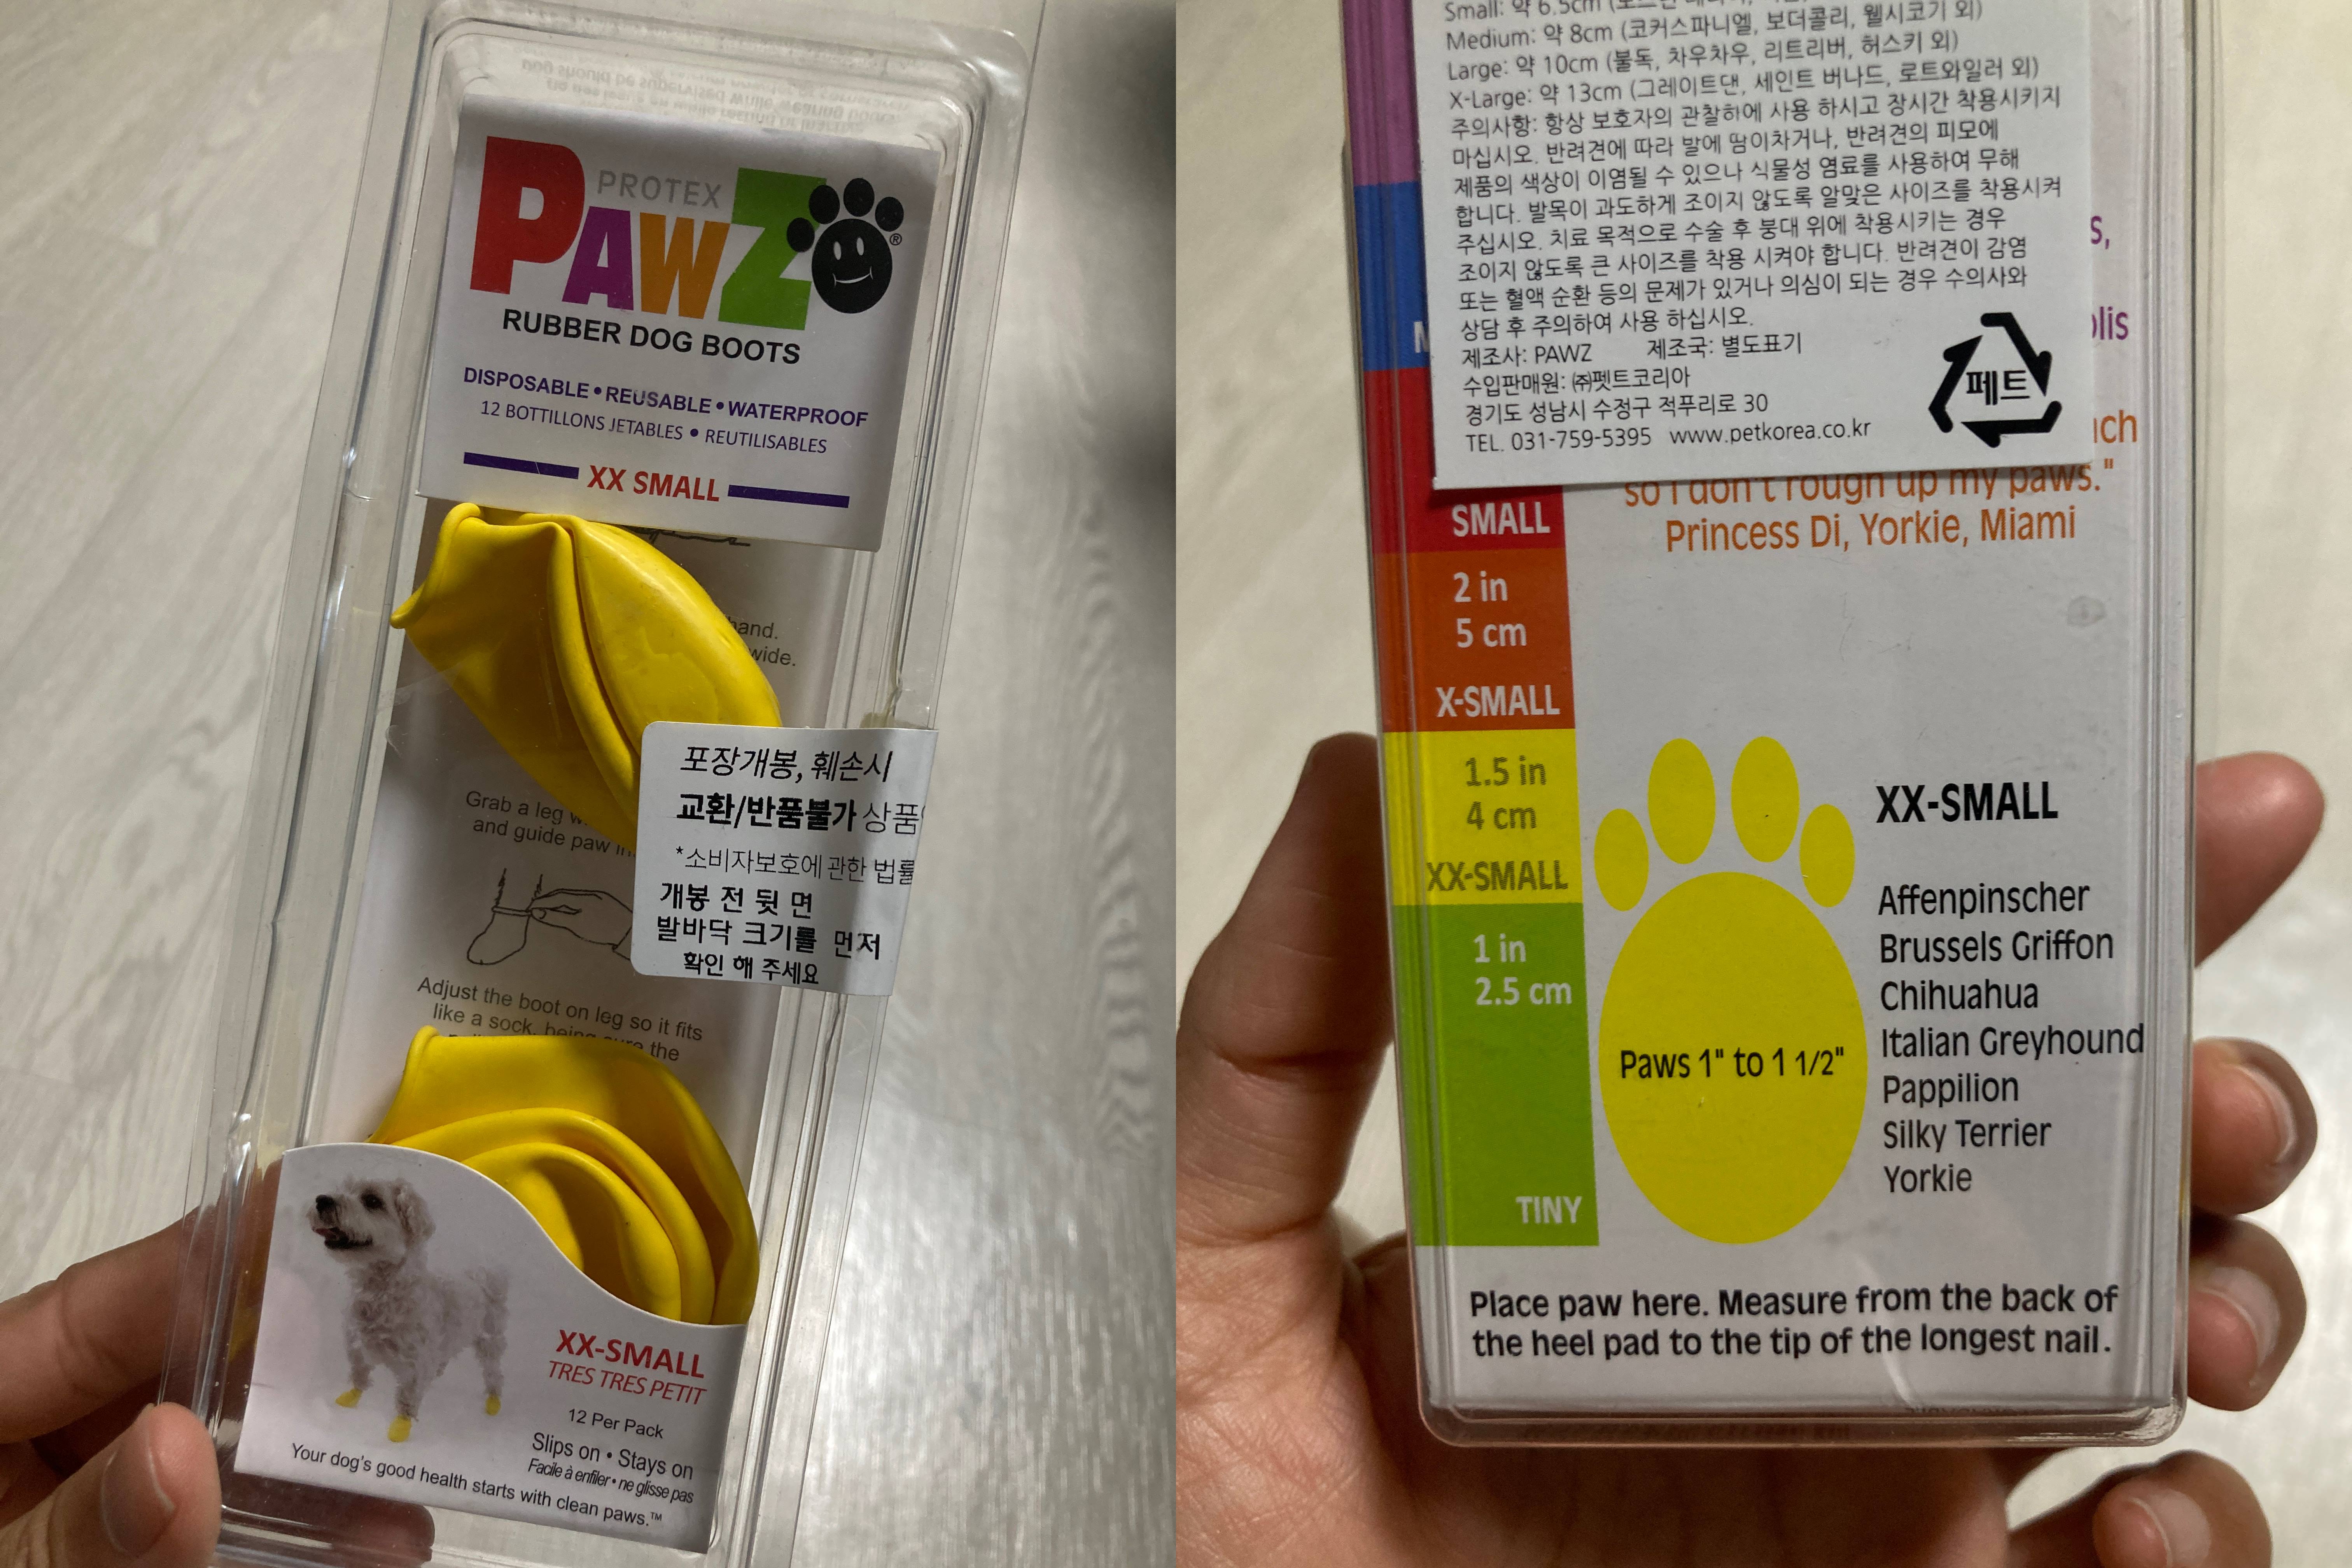 dog should be supervised while wearing boots.
PROTEX
PAWZ®
RUBBER DOG BOOTS
DISPOSABLE • REUSABLE • WATERPROOF
12 BOTTILLONS JETABLES • REUTILISABLES
XX SMALL
hand.
wide.
포장개봉, 훼손시
교환/반품불가 상품
*소비자보호에 관한 법률
개봉 전 뒷 면
발바닥 크기를 먼저
확인 해 주세요
Grab a leg
and guide paw
Adjust the boot on leg so it fits
like a sock, being sure the
XX-SMALL
TRES TRES PETIT
12 Per Pack
Slips on • Stays on
Facile à enfiler • ne glisse pas
Your dog's good health starts with clean paws.™
Small: 약 6.5cm
Medium: 약 8cm (코커스파니엘, 보더콜리, 웰시코기 외)
Large: 약 10cm (불독, 차우차우, 리트리버, 허스키 외)
X-Large: 약 13cm (그레이트댄, 세인트 버나드, 로트와일러 외)
주의사항: 항상 보호자의 관찰하에 사용 하시고 장시간 착용시키지
마십시오. 반려견에 따라 발에 땀이차거나, 반려견의 피모에
제품의 색상이 이염될 수 있으나 식물성 염료를 사용하여 무해
합니다. 발목이 과도하게 조이지 않도록 알맞은 사이즈를 착용시켜
주십시오. 치료 목적으로 수술 후 붕대 위에 착용시키는 경우
조이지 않도록 큰 사이즈를 착용 시켜야 합니다. 반려견이 감염
또는 혈액 순환 등의 문제가 있거나 의심이 되는 경우 수의사와
상담 후 주의하여 사용 하십시오.
제조사: PAWZ 제조국: 별도표기
수입판매원: ㈜펫트코리아
경기도 성남시 수정구 적푸리로 30
TEL. 031-759-5395 www.petkorea.co.kr
페트
so I don't rough up my paws."
Princess Di, Yorkie, Miami
SMALL
2 in
5 cm
X-SMALL
1.5 in
4 cm
XX-SMALL
1 in
2.5 cm
TINY
Paws 1" to 1 1/2"
XX-SMALL
Affenpinscher
Brussels Griffon
Chihuahua
Italian Greyhound
Pappilion
Silky Terrier
Yorkie
Place paw here. Measure from the back of
the heel pad to the tip of the longest nail.